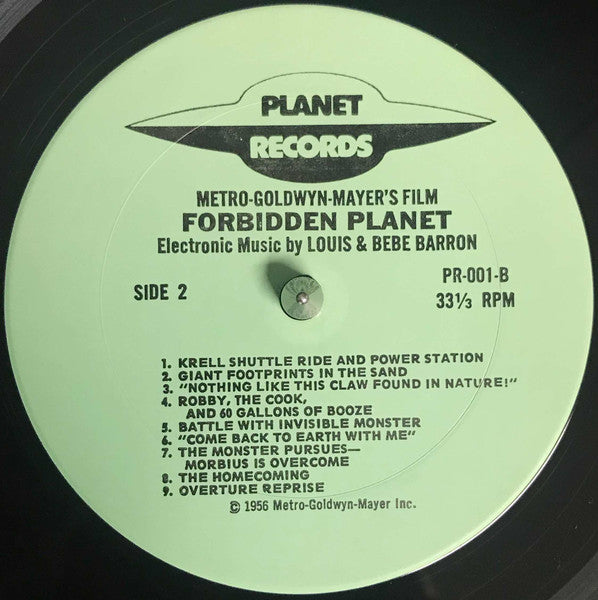 PLANET
RECORDS
METRO-GOLDWYN-MAYER'S FILM
FORBIDDEN PLANET
Electronic Music by LOUIS & BEBE BARRON
SIDE 2
PR-001-B
33⅓ RPM
1. KRELL SHUTTLE RIDE AND POWER STATION
2. GIANT FOOTPRINTS IN THE SAND
3. "NOTHING LIKE THIS CLAW FOUND IN NATURE!"
4. ROBBY, THE COOK,
AND 60 GALLONS OF BOOZE
5. BATTLE WITH INVISIBLE MONSTER
6. "COME BACK TO EARTH WITH ME"
7. THE MONSTER PURSUES—
MORBIUS IS OVERCOME
8. THE HOMECOMING
9. OVERTURE REPRISE
© 1956 Metro-Goldwyn-Mayer Inc.